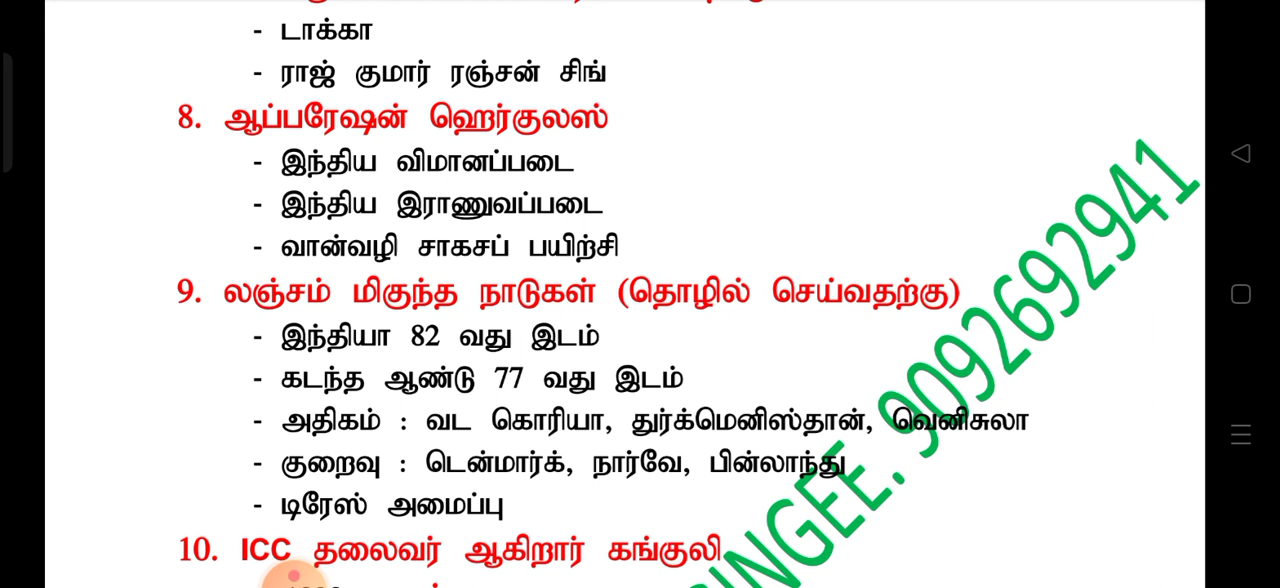 - டாக்கா
- ராஜ் குமார் ரஞ்சன் சிங்
8. ஆப்பரேஷன் ஹெர்குலஸ்
- இந்திய விமானப்படை
- இந்திய இராணுவப்படை
- வான்வழி சாகசப் பயிற்சி
9. லஞ்சம் மிகுந்த நாடுகள் (தொழில் செய்வதற்கு)
- இந்தியா 82 வது இடம்
- கடந்த ஆண்டு 77 வது இடம்
- அதிகம் : வட கொரியா, துர்க்மெனிஸ்தான், வெனிசுலா
- குறைவு : டென்மார்க், நார்வே, பின்லாந்து
- டிரேஸ் அமைப்பு
10. ICC தலைவர் ஆகிறார் கங்குலி
9092692941